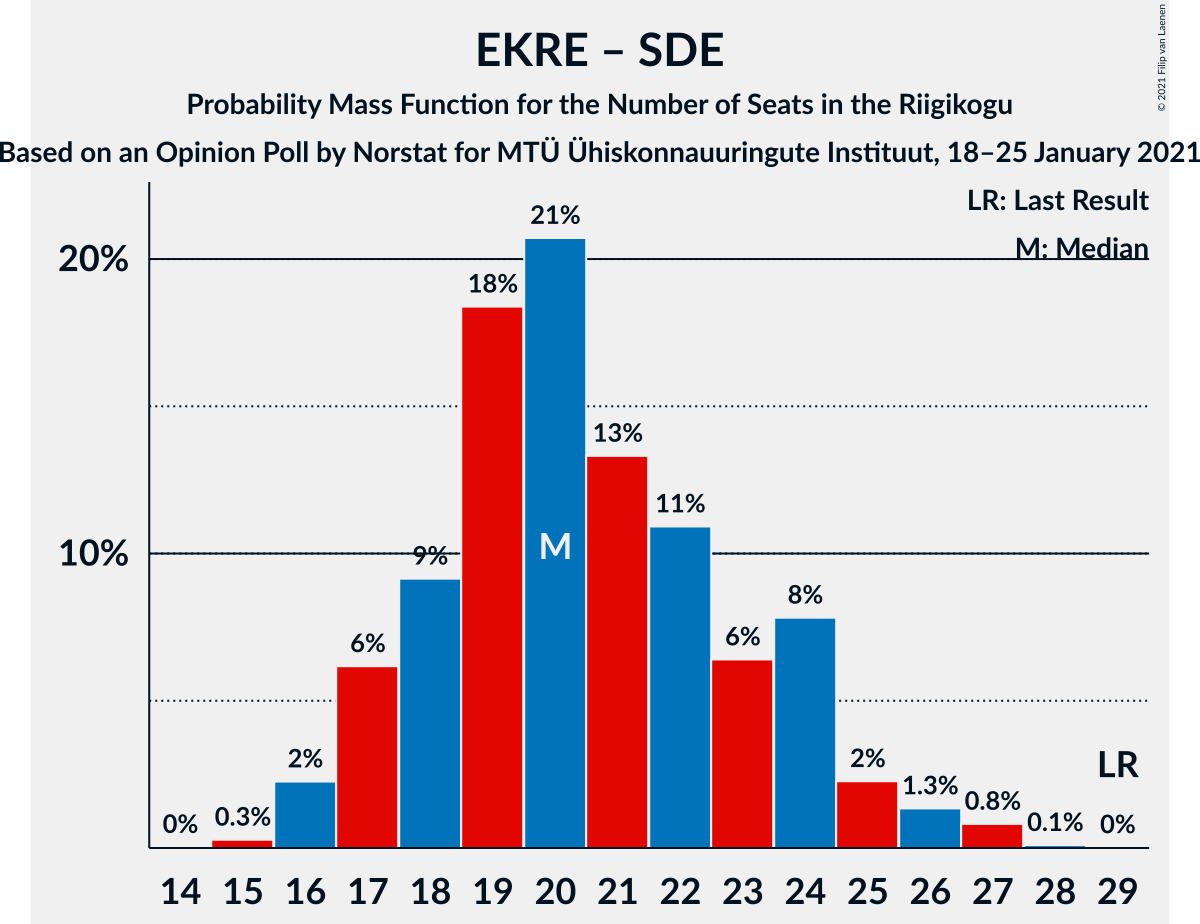 EKRE – SDE
Probability Mass Function for the Number of Seats in the Riigikogu
Based on an Opinion Poll by Norstat for MTÜ Ühiskonnauuringute Instituut, 18–25 January 2021
© 2021 Filip van Laenen
LR: Last Result
M: Median
20%
10%
0%
0.3%
2%
6%
9%
18%
21%
M
13%
11%
6%
8%
2%
1.3%
0.8%
0.1%
0%
LR
14 15 16 17 18 19 20 21 22 23 24 25 26 27 28 29